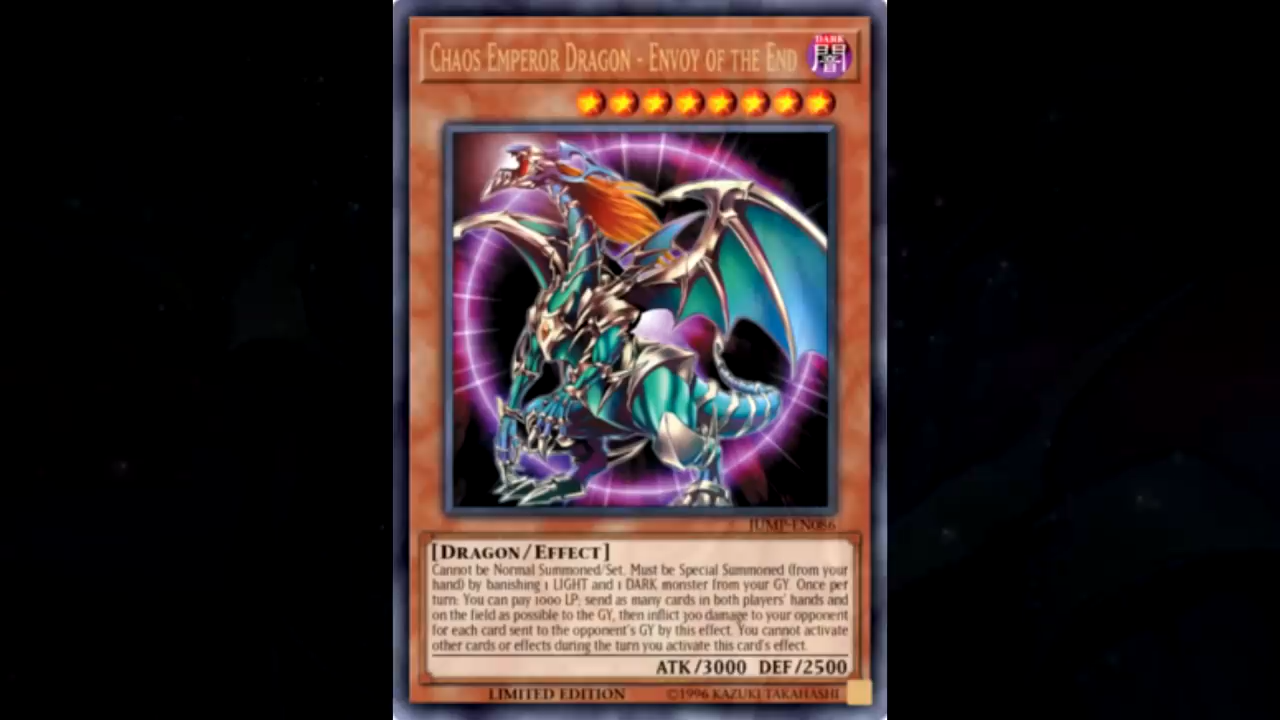 CHAOS EMPEROR DRAGON - ENVOY OF THE END
DARK
闇
JUMP-EN086
[DRAGON/EFFECT]
Cannot be Normal Summoned/Set. Must be Special Summoned (from your
hand) by banishing 1 LIGHT and 1 DARK monster from your GY. Once per
turn: You can pay 1000 LP; send as many cards in both players' hands and
on the field as possible to the GY, then inflict 300 damage to your opponent
for each card sent to the opponent's GY by this effect. You cannot activate
other cards or effects during the turn you activate this card's effect.
ATK/3000 DEF/2500
LIMITED EDITION
©1996 KAZUKI TAKAHASHI